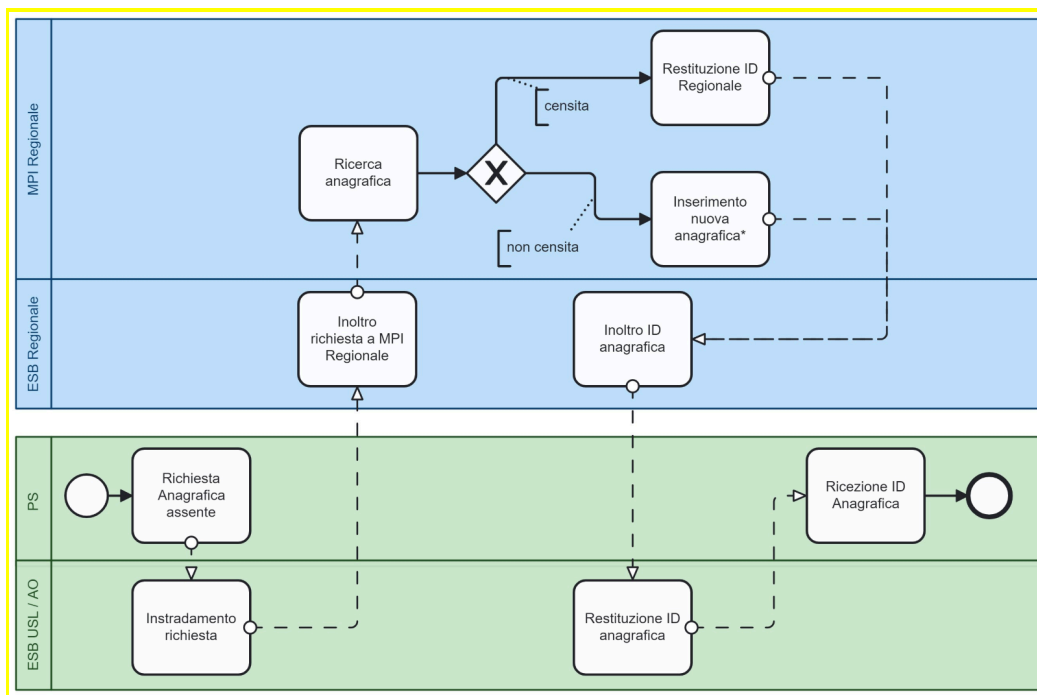 MPI Regionale
Restituzione ID
Regionale
censita
Ricerca
anagrafica
X
Inserimento
nuova
anagrafica*
non censita
ESB Regionale
Inoltro
richiesta a MPI
Regionale
Inoltro ID
anagrafica
PS
Richiesta
Anagrafica
assente
Ricezione ID
Anagrafica
ESB USL / AO
Instradamento
richiesta
Restituzione ID
anagrafica